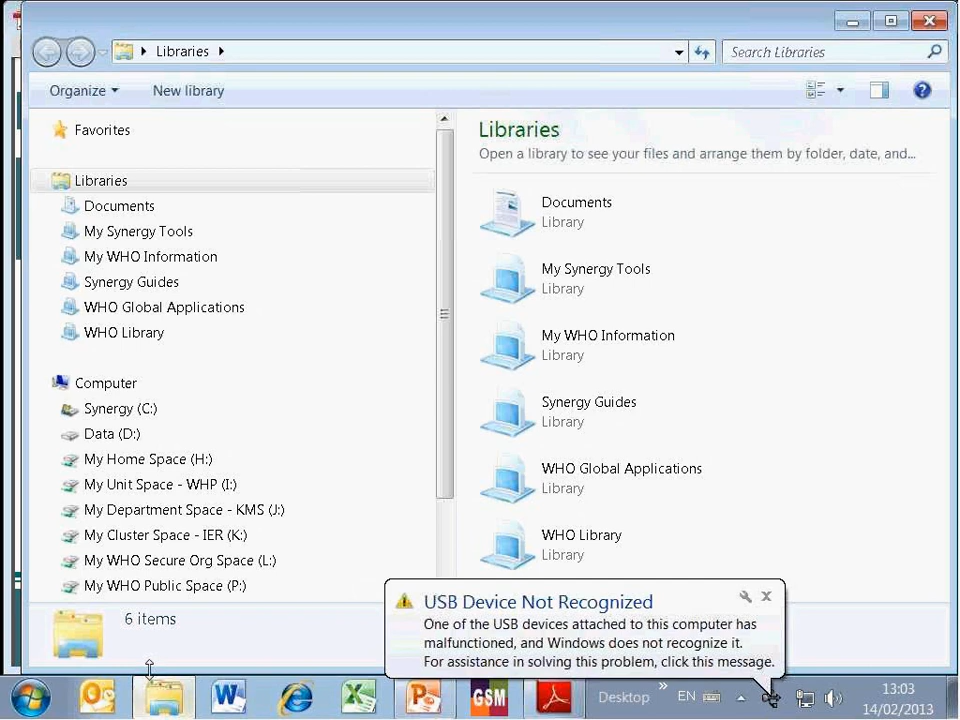 Libraries
Search Libraries
Organize
New library
Favorites
Libraries
Documents
My Synergy Tools
My WHO Information
Synergy Guides
WHO Global Applications
WHO Library
Computer
Synergy (C:)
Data (D:)
My Home Space (H:)
My Unit Space - WHP (I:)
My Department Space - KMS (J:)
My Cluster Space - IER (K:)
My WHO Secure Org Space (L:)
My WHO Public Space (P:)
Libraries
Open a library to see your files and arrange them by folder, date, and...
Documents
Library
My Synergy Tools
Library
My WHO Information
Library
Synergy Guides
Library
WHO Global Applications
Library
WHO Library
Library
6 items
USB Device Not Recognized
One of the USB devices attached to this computer has
malfunctioned, and Windows does not recognize it.
For assistance in solving this problem, click this message.
GSM
Desktop
»
EN
13:03
14/02/2013